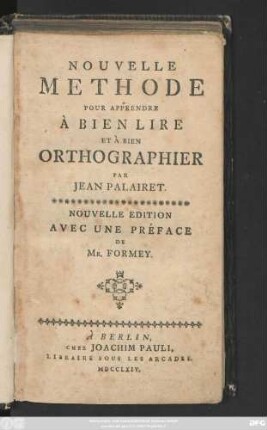 NOUVELLE
METHODE
POUR APPRENDRE
À BIEN LIRE
ET À BIEN
ORTHOGRAPHIER
PAR
JEAN PALAIRET.
NOUVELLE EDITION
AVEC UNE PRÉFACE
DE
MR. FORMEY.
À BERLIN,
CHEZ JOACHIM PAULI,
LIBRAIRE SOUS LES ARCADES.
MDCCLXIV.